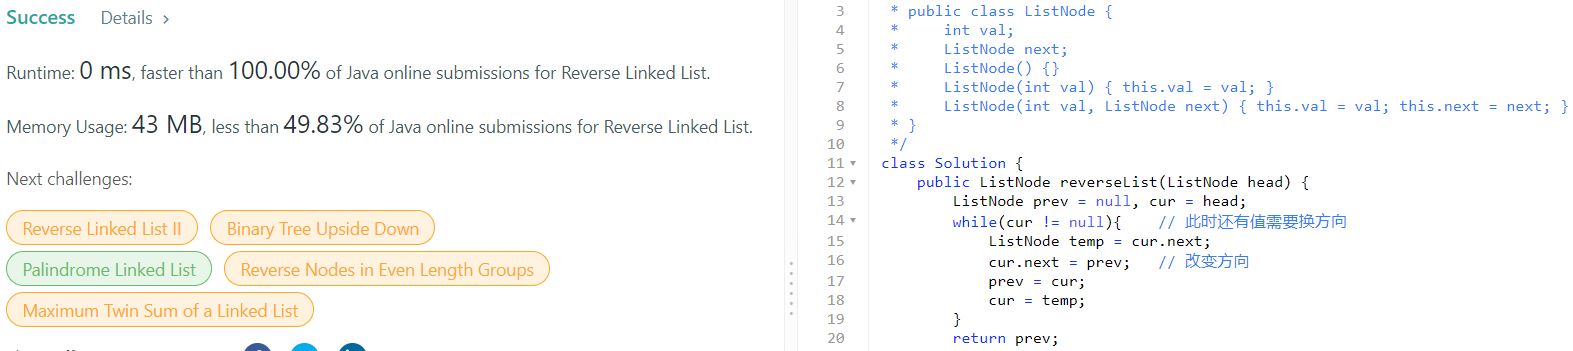 Success Details >
Runtime: 0 ms, faster than 100.00% of Java online submissions for Reverse Linked List.
Memory Usage: 43 MB, less than 49.83% of Java online submissions for Reverse Linked List.
Next challenges:
Reverse Linked List II Binary Tree Upside Down
Palindrome Linked List Reverse Nodes in Even Length Groups
Maximum Twin Sum of a Linked List
3 * public class ListNode {
4 *     int val;
5 *     ListNode next;
6 *     ListNode() {}
7 *     ListNode(int val) { this.val = val; }
8 *     ListNode(int val, ListNode next) { this.val = val; this.next = next; }
9 * }
10 */
11 class Solution {
12     public ListNode reverseList(ListNode head) {
13         ListNode prev = null, cur = head;
14         while(cur != null){    // 此时还有值需要换方向
15             ListNode temp = cur.next;
16             cur.next = prev;   // 改变方向
17             prev = cur;
18             cur = temp;
19         }
20         return prev;